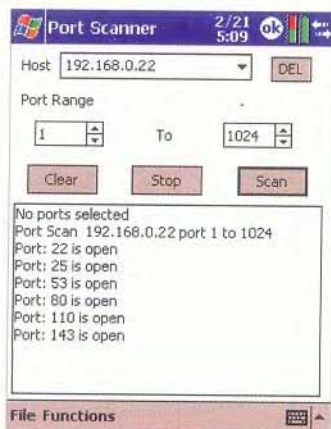 Port Scanner 2/21 5:09 ok
Host 192.168.0.22 DEL
Port Range
1 To 1024
Clear Stop Scan
No ports selected
Port Scan 192.168.0.22 port 1 to 1024
Port: 22 is open
Port: 25 is open
Port: 53 is open
Port: 80 is open
Port: 110 is open
Port: 143 is open
File Functions